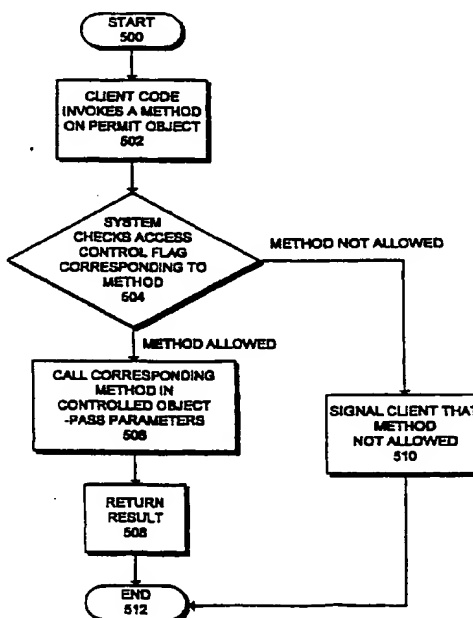 START
500
CLIENT CODE
INVOKES A METHOD
ON PERMIT OBJECT
502
SYSTEM
CHECKS ACCESS
CONTROL FLAG
CORRESPONDING TO
METHOD
504
METHOD NOT ALLOWED
METHOD ALLOWED
CALL CORRESPONDING
METHOD IN
CONTROLLED OBJECT
-PASS PARAMETERS
506
SIGNAL CLIENT THAT
METHOD
NOT ALLOWED
510
RETURN
RESULT
508
END
512